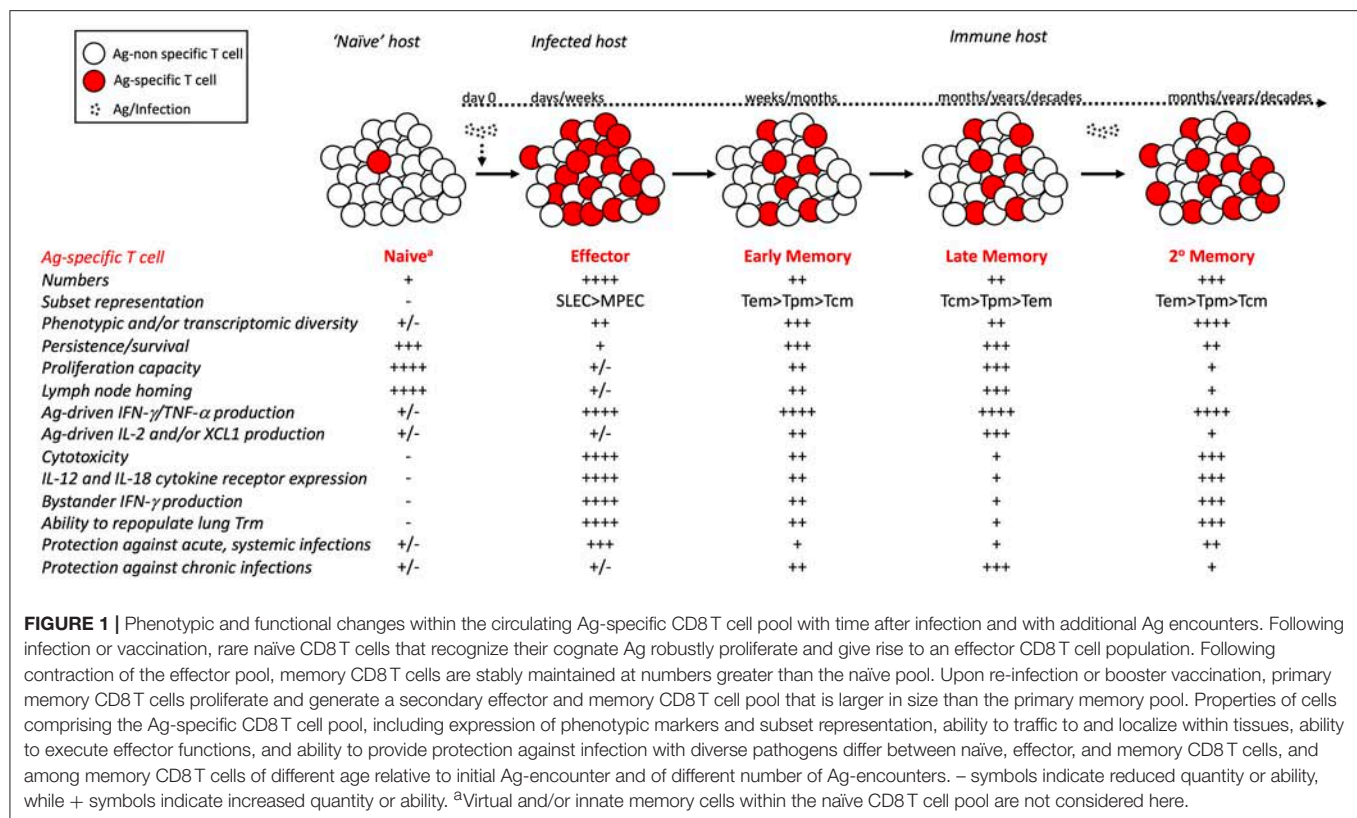 'Naïve' host Infected host Immune host
Ag-non specific T cell
Ag-specific T cell
Ag/Infection
day 0 days/weeks weeks/months months/years/decades months/years/decades
Ag-specific T cell Naiveᵃ Effector Early Memory Late Memory 2º Memory
Numbers + ++++ ++ ++ +++
Subset representation - SLEC>MPEC Tem>Tpm>Tcm Tcm>Tpm>Tem Tem>Tpm>Tcm
Phenotypic and/or transcriptomic diversity +/- ++ +++ ++ ++++
Persistence/survival +++ + +++ +++ ++
Proliferation capacity ++++ +/- ++ +++ +
Lymph node homing ++++ +/- ++ +++ +
Ag-driven IFN-γ/TNF-α production +/- ++++ ++++ ++++ ++++
Ag-driven IL-2 and/or XCL1 production +/- +/- ++ +++ +
Cytotoxicity - ++++ ++ + +++
IL-12 and IL-18 cytokine receptor expression - ++++ ++ + +++
Bystander IFN-γ production - ++++ ++ + +++
Ability to repopulate lung Trm - ++++ ++ + +++
Protection against acute, systemic infections +/- +++ + + ++
Protection against chronic infections +/- +/- ++ +++ +
FIGURE 1 | Phenotypic and functional changes within the circulating Ag-specific CD8 T cell pool with time after infection and with additional Ag encounters. Following
infection or vaccination, rare naïve CD8 T cells that recognize their cognate Ag robustly proliferate and give rise to an effector CD8 T cell population. Following
contraction of the effector pool, memory CD8 T cells are stably maintained at numbers greater than the naïve pool. Upon re-infection or booster vaccination, primary
memory CD8 T cells proliferate and generate a secondary effector and memory CD8 T cell pool that is larger in size than the primary memory pool. Properties of cells
comprising the Ag-specific CD8 T cell pool, including expression of phenotypic markers and subset representation, ability to traffic to and localize within tissues, ability
to execute effector functions, and ability to provide protection against infection with diverse pathogens differ between naïve, effector, and memory CD8 T cells, and
among memory CD8 T cells of different age relative to initial Ag-encounter and of different number of Ag-encounters. – symbols indicate reduced quantity or ability,
while + symbols indicate increased quantity or ability. ᵃVirtual and/or innate memory cells within the naïve CD8 T cell pool are not considered here.